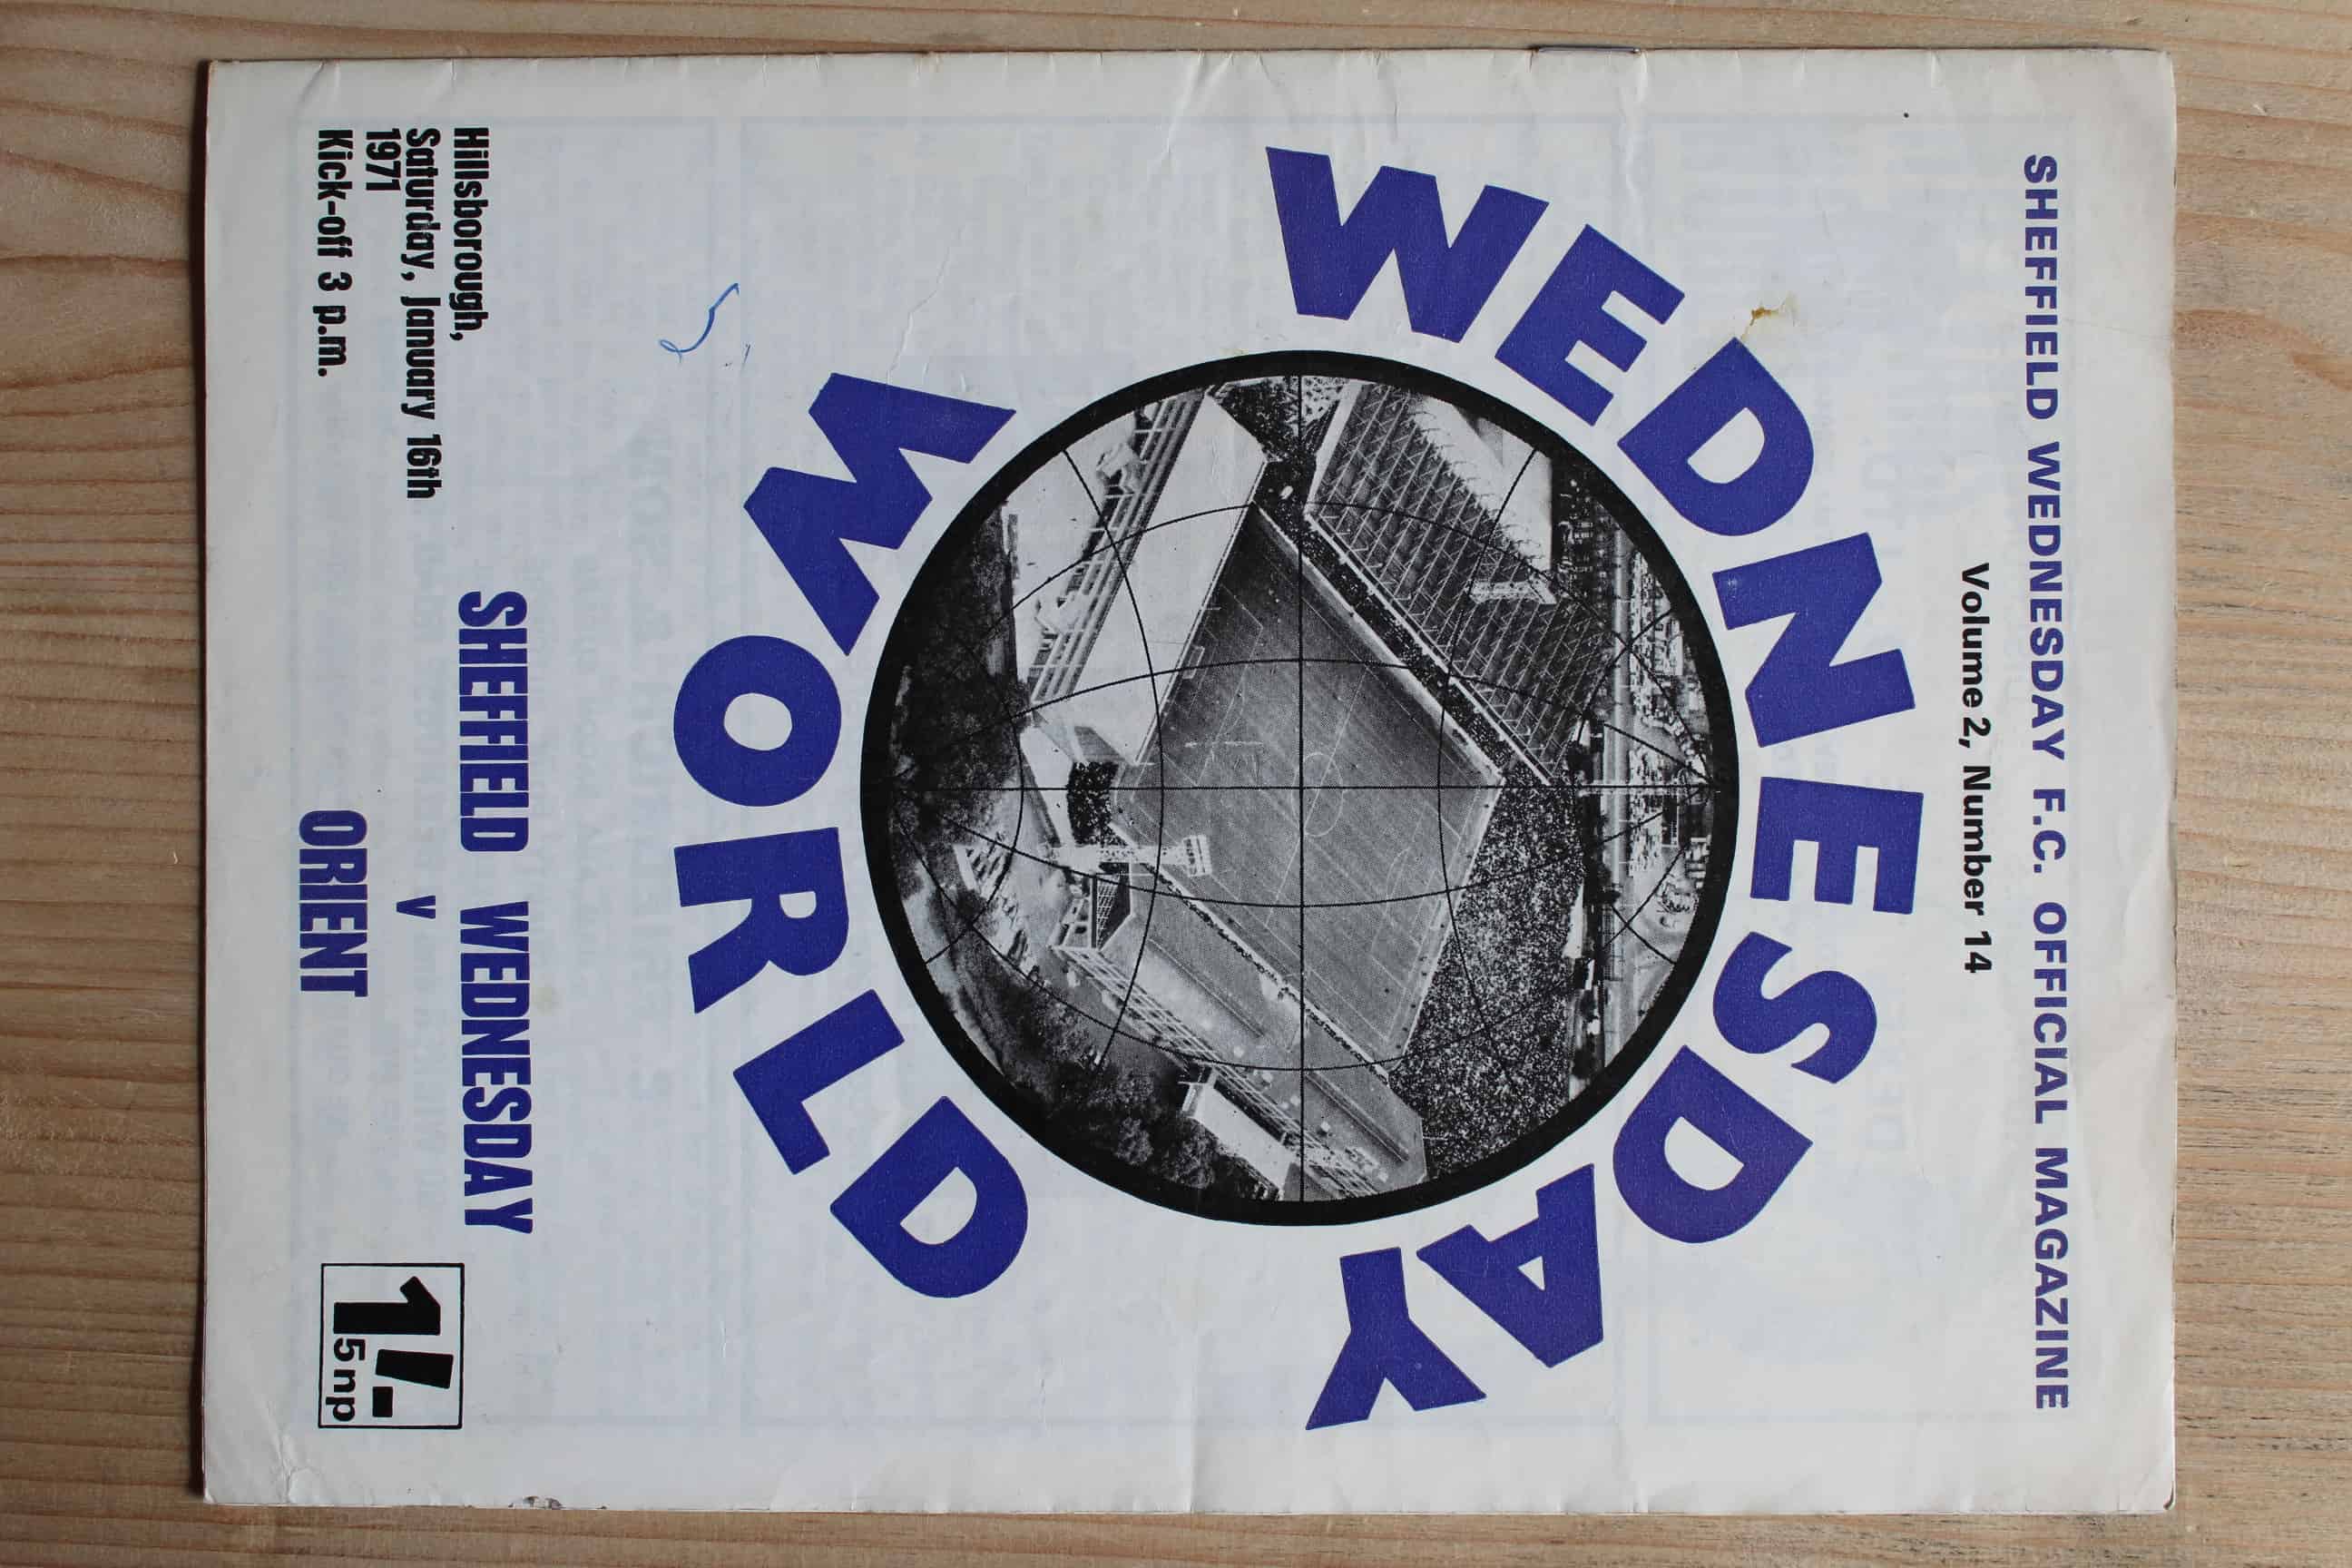 SHEFFIELD WEDNESDAY F.C. OFFICIAL MAGAZINE
Volume 2, Number 14
WEDNESDAY
WORLD
Hillsborough,
Saturday, January 16th
1971
Kick-off 3 p.m.
SHEFFIELD WEDNESDAY
v
ORIENT
1/-
5np